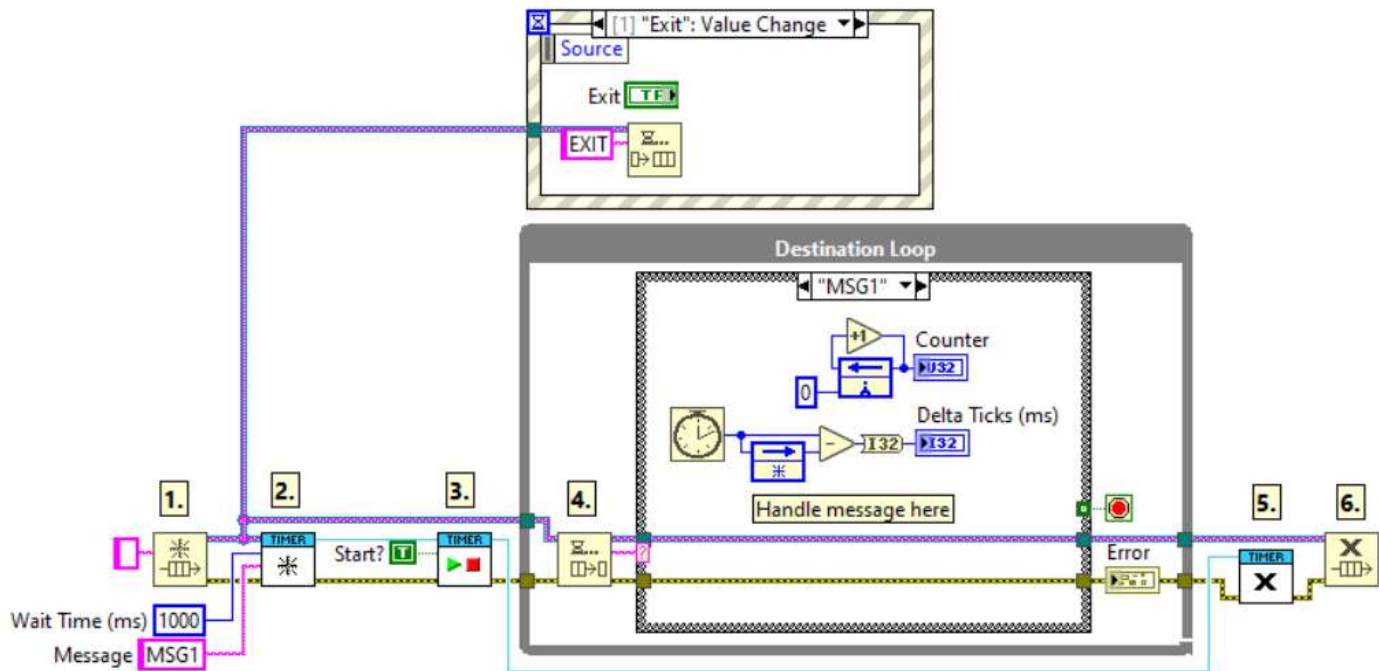 [1] "Exit": Value Change
Source
Exit TF
EXIT
Destination Loop
"MSG1"
+1
Counter
U32
0
Delta Ticks (ms)
I32 I32
Handle message here
1.
2.
3.
4.
5.
6.
TIMER
Start? T
TIMER
?
Error
TIMER
X
X
Wait Time (ms) 1000
Message MSG1